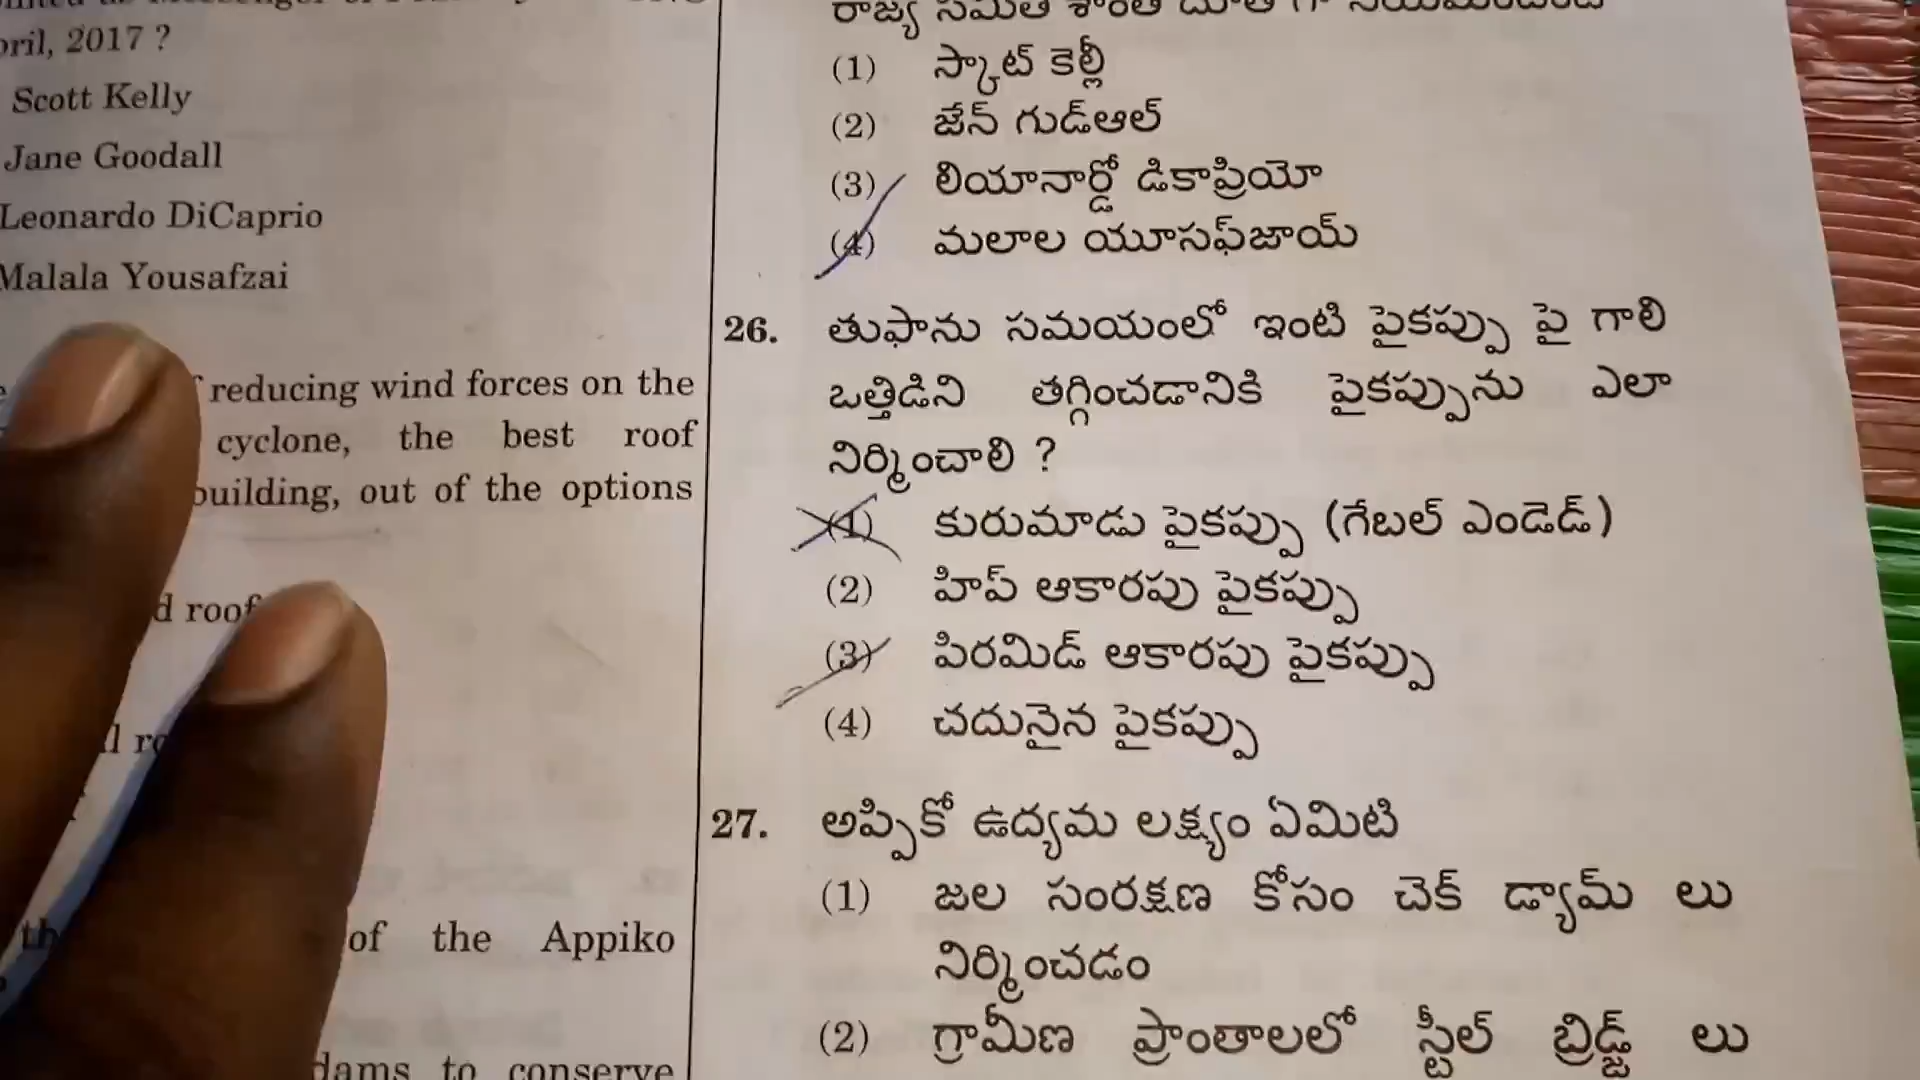 pril, 2017 ?
Scott Kelly
Jane Goodall
Leonardo DiCaprio
Malala Yousafzai
reducing wind forces on the
cyclone, the best roof
building, out of the options
roof
of the Appiko
dams to conserve
రాజ్య సమితి శాంతి దూత గా
(1) స్కాట్ కెల్లీ
(2) జేన్ గుడ్ఆల్
(3) లియానార్డో డికాప్రియో
(4) మలాల యూసఫ్‌జాయ్
26. తుఫాను సమయంలో ఇంటి పైకప్పు పై గాలి
ఒత్తిడిని తగ్గించడానికి పైకప్పును ఎలా
నిర్మించాలి ?
(1) కురుమాడు పైకప్పు (గేబల్ ఎండెడ్)
(2) హిప్ ఆకారపు పైకప్పు
(3) పిరమిడ్ ఆకారపు పైకప్పు
(4) చదునైన పైకప్పు
27. అప్పికో ఉద్యమ లక్ష్యం ఏమిటి
(1) జల సంరక్షణ కోసం చెక్ డ్యామ్ లు
నిర్మించడం
(2) గ్రామీణ ప్రాంతాలలో స్టీల్ బ్రిడ్జ్ లు